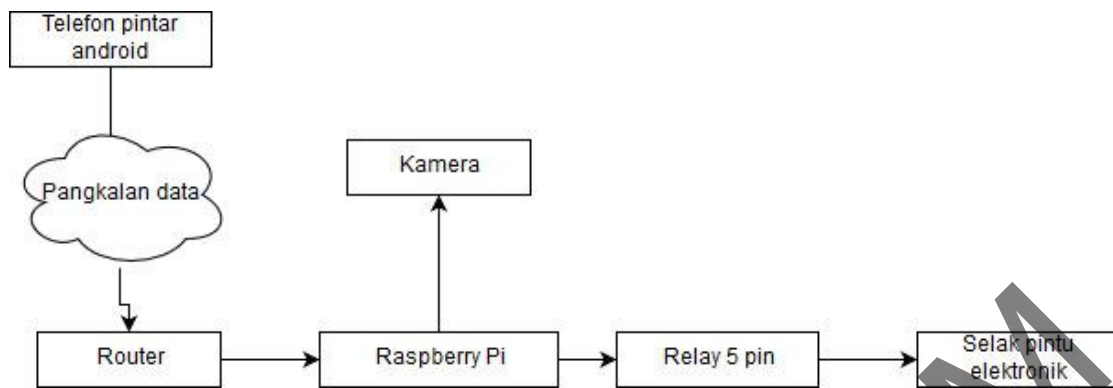 Telefon pintar
android
Pangkalan data
Kamera
Router
Raspberry Pi
Relay 5 pin
Selak pintu
elektronik